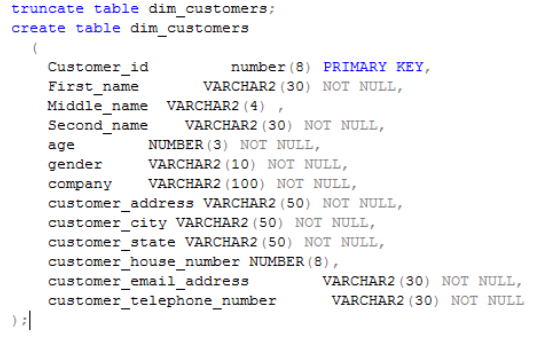 truncate table dim_customers;
create table dim_customers
(
Customer_id number(8) PRIMARY KEY,
First_name VARCHAR2(30) NOT NULL,
Middle_name VARCHAR2(4) ,
Second_name VARCHAR2(30) NOT NULL,
age NUMBER(3) NOT NULL,
gender VARCHAR2(10) NOT NULL,
company VARCHAR2(100) NOT NULL,
customer_address VARCHAR2(50) NOT NULL,
customer_city VARCHAR2(50) NOT NULL,
customer_state VARCHAR2(50) NOT NULL,
customer_house_number NUMBER(8),
customer_email_address VARCHAR2(30) NOT NULL,
customer_telephone_number VARCHAR2(30) NOT NULL
);